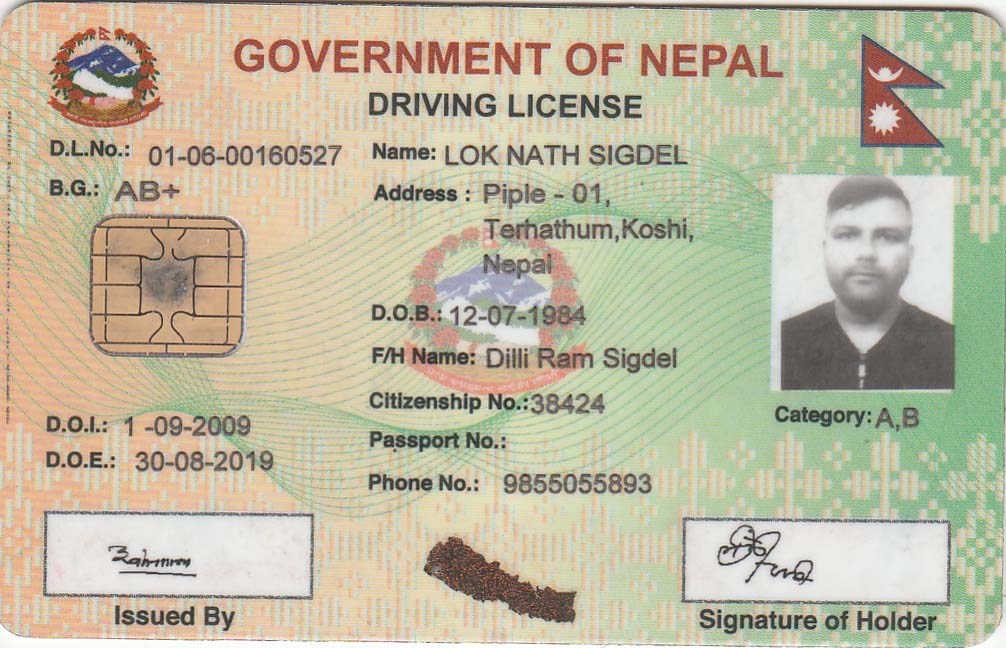 GOVERNMENT OF NEPAL
DRIVING LICENSE
D.L.No.: 01-06-00160527
Name: LOK NATH SIGDEL
B.G.: AB+
Address : Piple - 01,
Terhathum,Koshi,
Nepal
D.O.B.: 12-07-1984
F/H Name: Dilli Ram Sigdel
Citizenship No.:38424
Category: A,B
D.O.I.: 1 -09-2009
Passport No.:
D.O.E.: 30-08-2019
Phone No.: 9855055893
Issued By
Signature of Holder